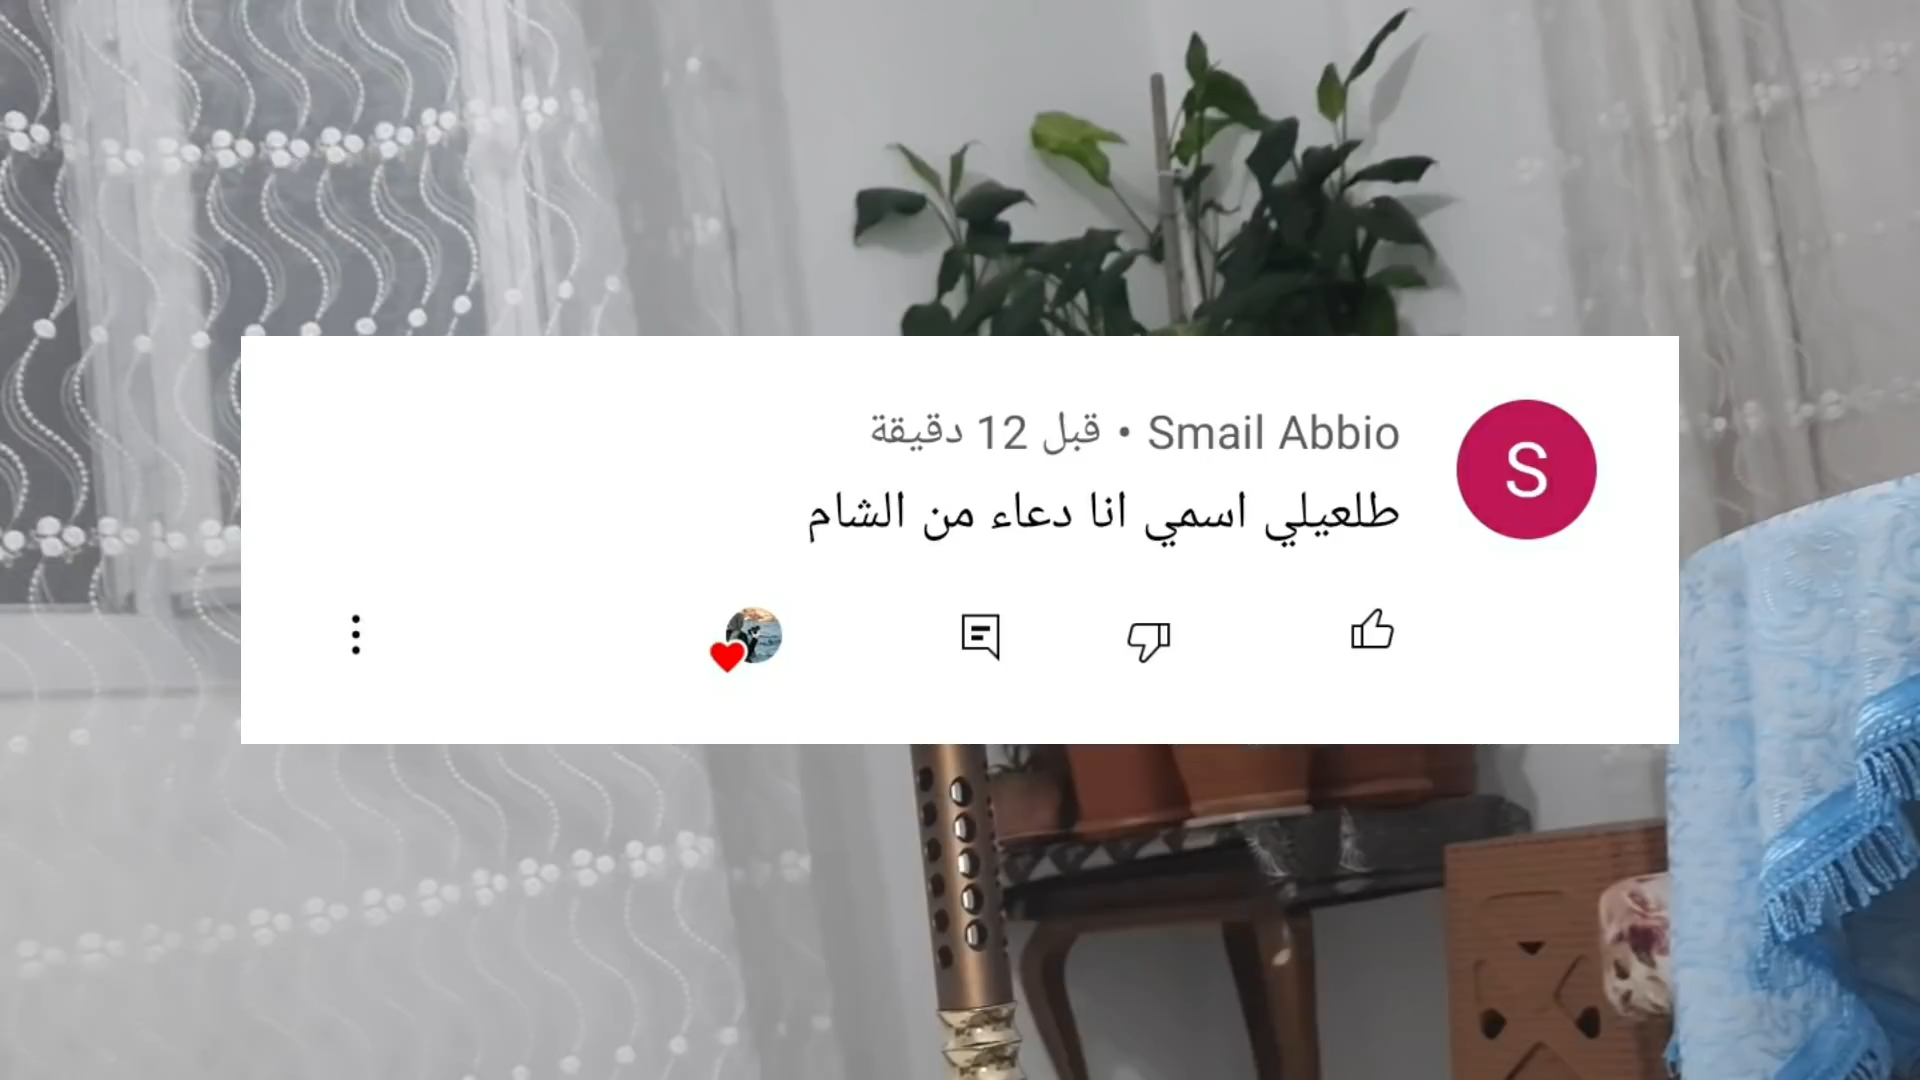 Smail Abbio • قبل 12 دقيقة
S
طلعيلي اسمي انا دعاء من الشام